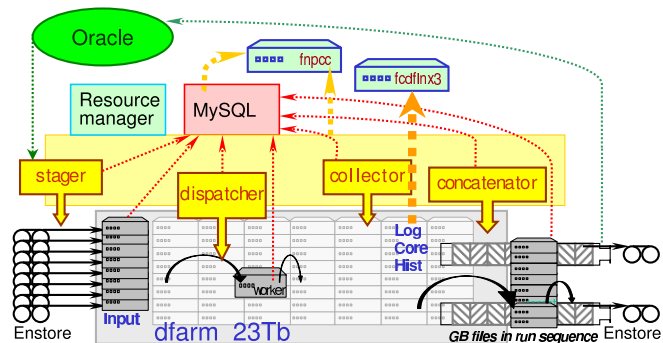 Oracle
fnpcc
fcdflnx3
Resource
manager
MySQL
stager
dispatcher
collector
concatenator
Log
Core
Hist
worker
Input
dfarm 23Tb
Enstore
GB files in run sequence
Enstore